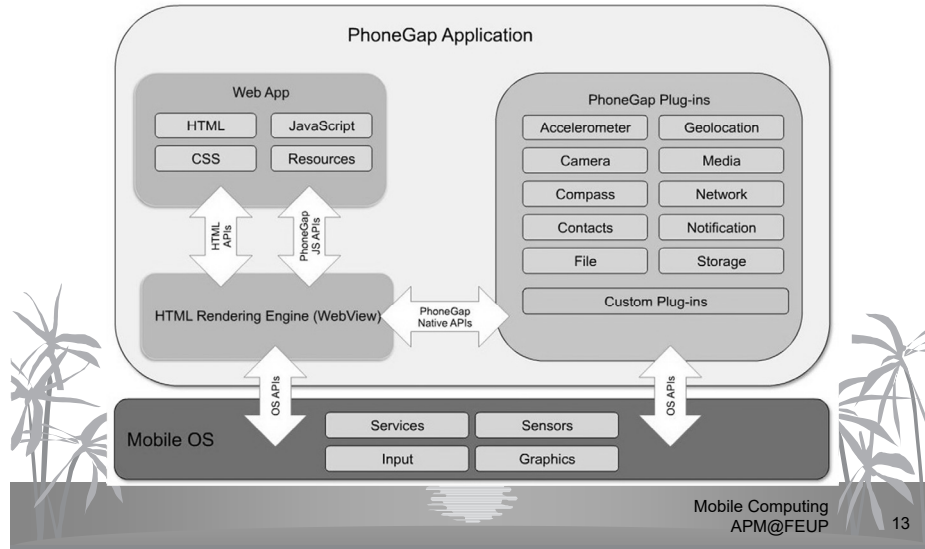 PhoneGap Application
Web App
HTML
JavaScript
CSS
Resources
HTML
APIs
PhoneGap
JS APIs
HTML Rendering Engine (WebView)
PhoneGap
Native APIs
PhoneGap Plug-ins
Accelerometer
Geolocation
Camera
Media
Compass
Network
Contacts
Notification
File
Storage
Custom Plug-ins
OS APIs
OS APIs
Mobile OS
Services
Sensors
Input
Graphics
Mobile Computing
APM@FEUP
13